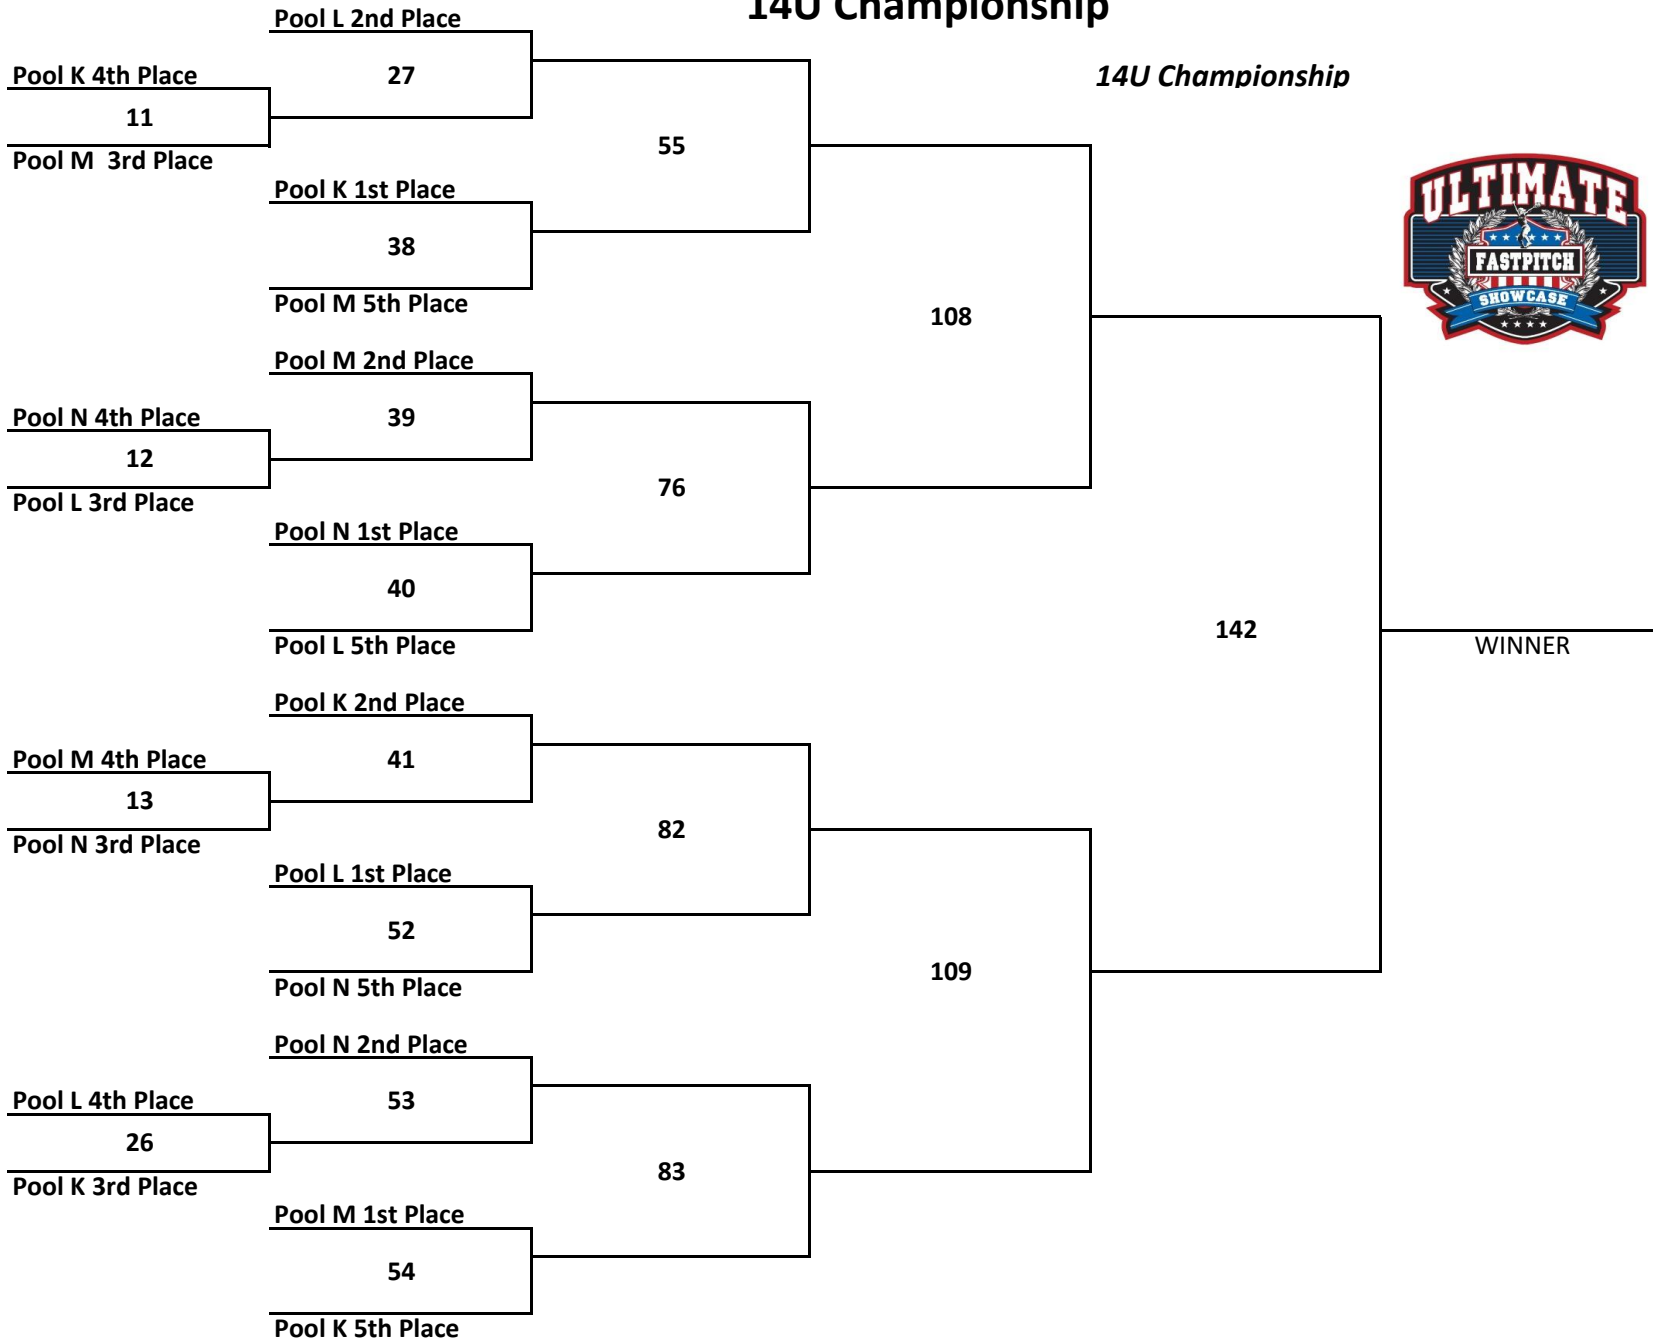 14U Championship
Pool L 2nd Place
Pool K 4th Place
27
14U Championship
11
55
Pool M  3rd Place
Pool K 1st Place
ULTIMATE
FASTPITCH
SHOWCASE
38
Pool M 5th Place
108
Pool M 2nd Place
Pool N 4th Place
39
12
76
Pool L 3rd Place
Pool N 1st Place
40
142
Pool L 5th Place
WINNER
Pool K 2nd Place
Pool M 4th Place
41
13
82
Pool N 3rd Place
Pool L 1st Place
52
109
Pool N 5th Place
Pool N 2nd Place
Pool L 4th Place
53
26
83
Pool K 3rd Place
Pool M 1st Place
54
Pool K 5th Place